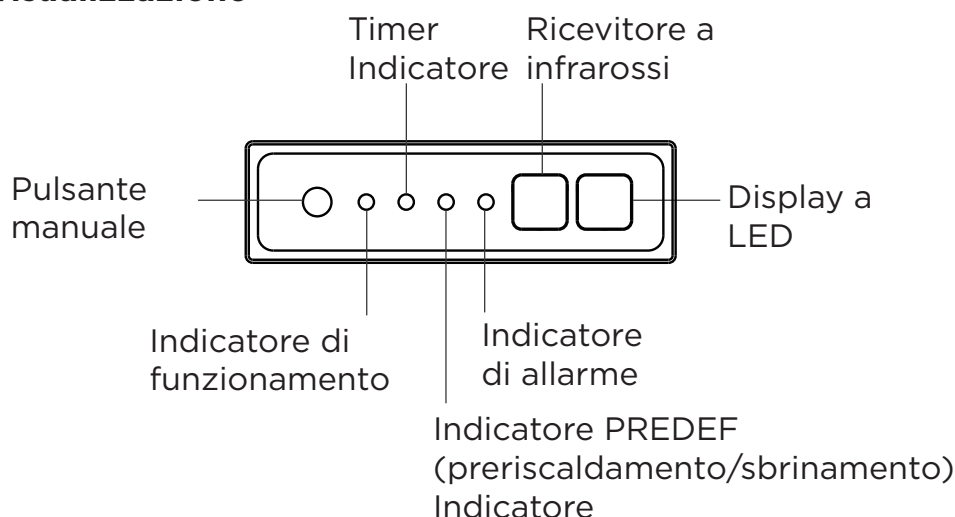 Timer
Indicatore
Ricevitore a
infrarossi
Pulsante
manuale
Display a
LED
Indicatore di
funzionamento
Indicatore
di allarme
Indicatore PREDEF
(preriscaldamento/sbrinamento)
Indicatore